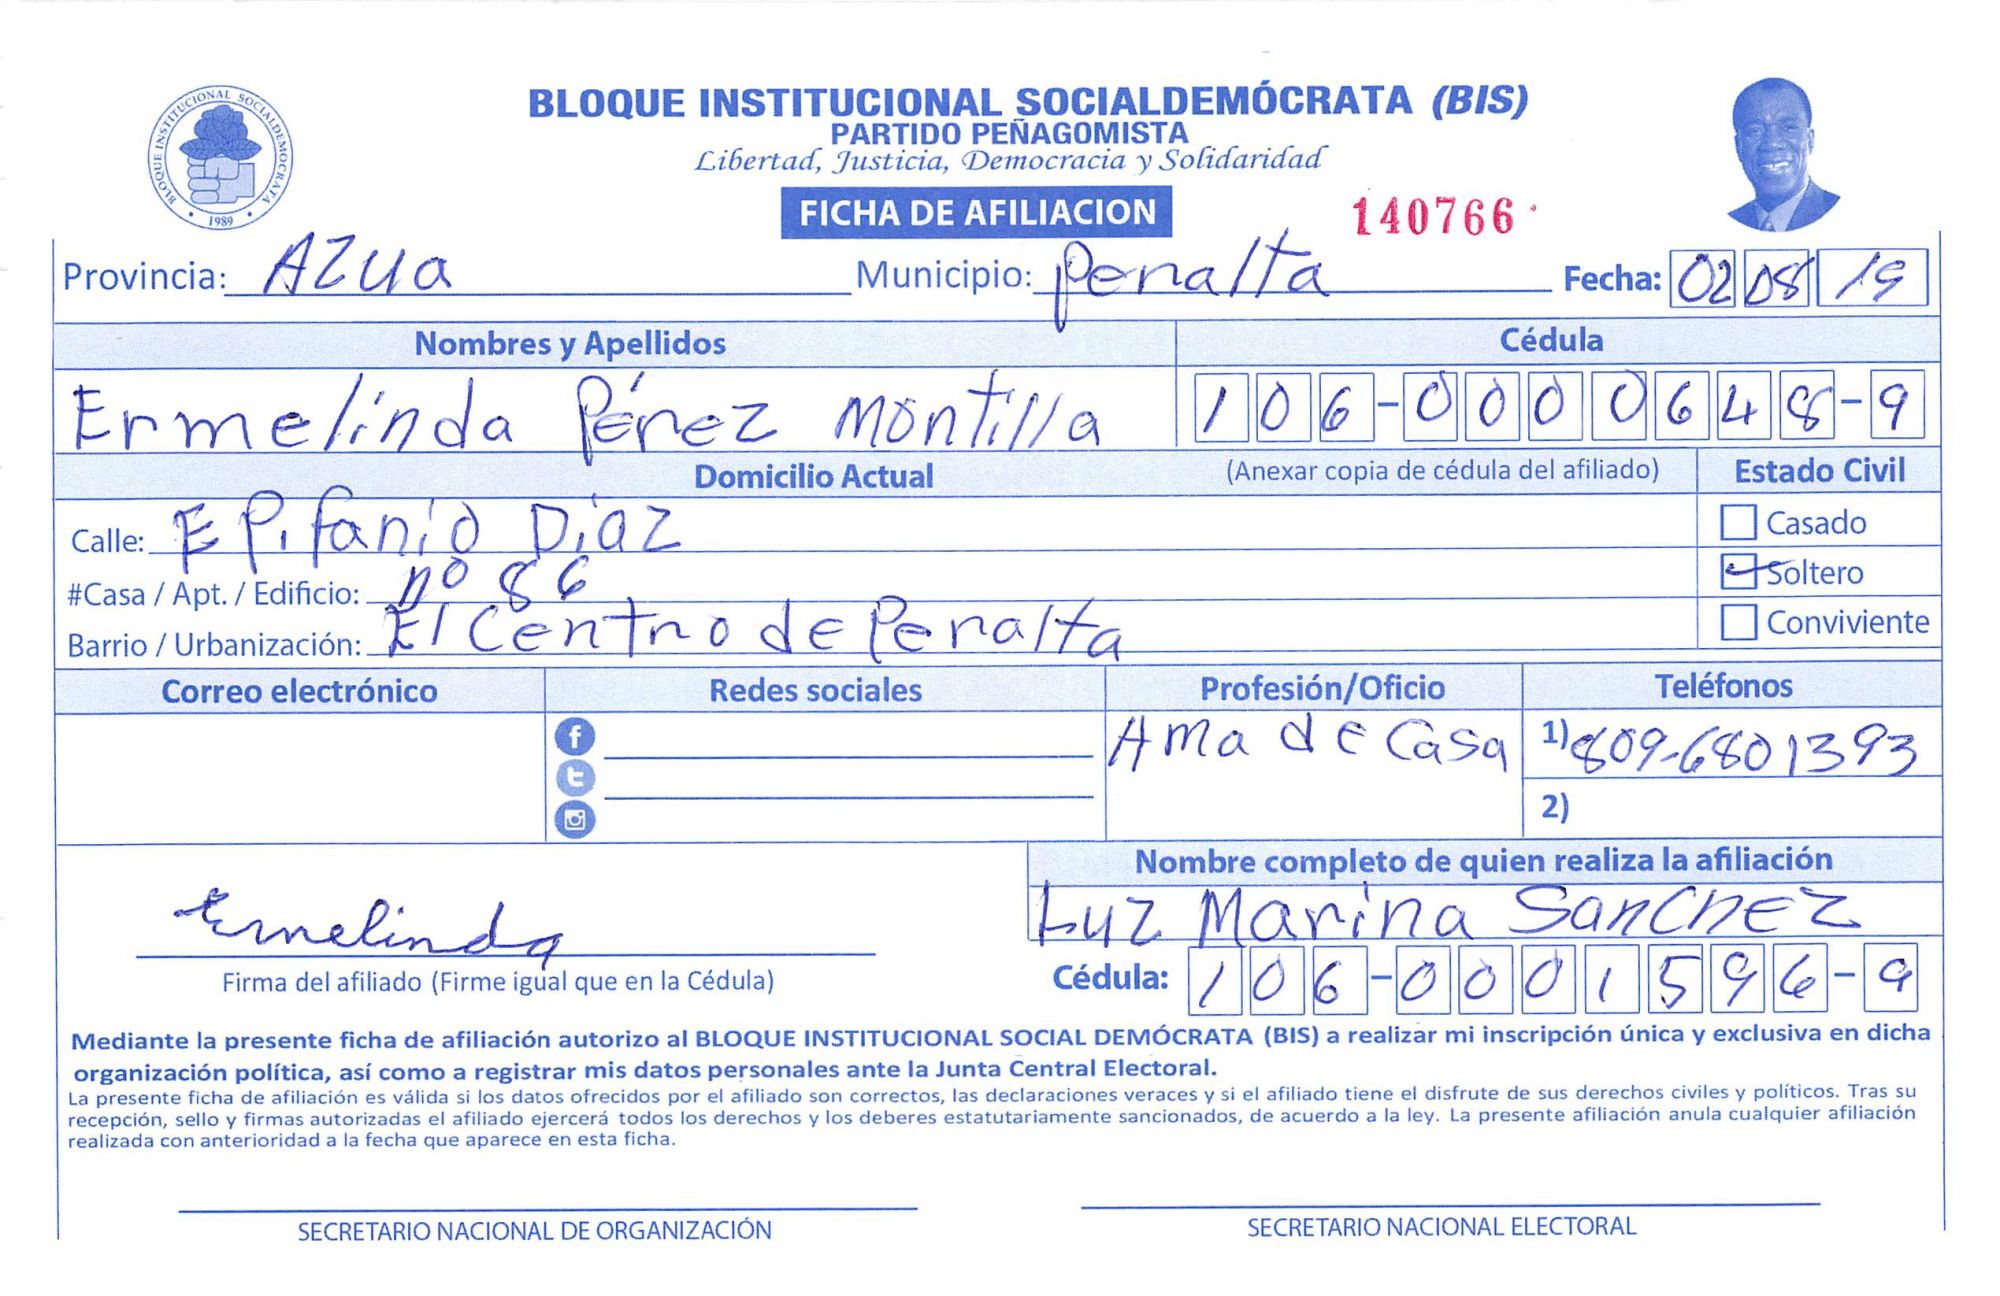 BLOQUE INSTITUCIONAL SOCIALDEMOCRATA
1989
BLOQUE INSTITUCIONAL SOCIALDEMÓCRATA (BIS)
PARTIDO PEÑAGOMISTA
Libertad, Justicia, Democracia y Solidaridad
FICHA DE AFILIACION 140766
Provincia: AZUA Municipio: Peralta Fecha: 02 08 19
Nombres y Apellidos Cédula
Ermelinda Pérez Montilla 106-0000648-9
Domicilio Actual (Anexar copia de cédula del afiliado) Estado Civil
Calle: EPifanio Diaz Casado
#Casa / Apt. / Edificio: nº 86 Soltero
Barrio / Urbanización: El Centro de Peralta Conviviente
Correo electrónico Redes sociales Profesión/Oficio Teléfonos
Ama de Casa 1) 809-6801393
2)
Nombre completo de quien realiza la afiliación
Luz Marina Sanchez
Ermelinda
Firma del afiliado (Firme igual que en la Cédula) Cédula: 106-0001596-9
Mediante la presente ficha de afiliación autorizo al BLOQUE INSTITUCIONAL SOCIAL DEMÓCRATA (BIS) a realizar mi inscripción única y exclusiva en dicha
organización política, así como a registrar mis datos personales ante la Junta Central Electoral.
La presente ficha de afiliación es válida si los datos ofrecidos por el afiliado son correctos, las declaraciones veraces y si el afiliado tiene el disfrute de sus derechos civiles y políticos. Tras su
recepción, sello y firmas autorizadas el afiliado ejercerá todos los derechos y los deberes estatutariamente sancionados, de acuerdo a la ley. La presente afiliación anula cualquier afiliación
realizada con anterioridad a la fecha que aparece en esta ficha.
SECRETARIO NACIONAL DE ORGANIZACIÓN SECRETARIO NACIONAL ELECTORAL